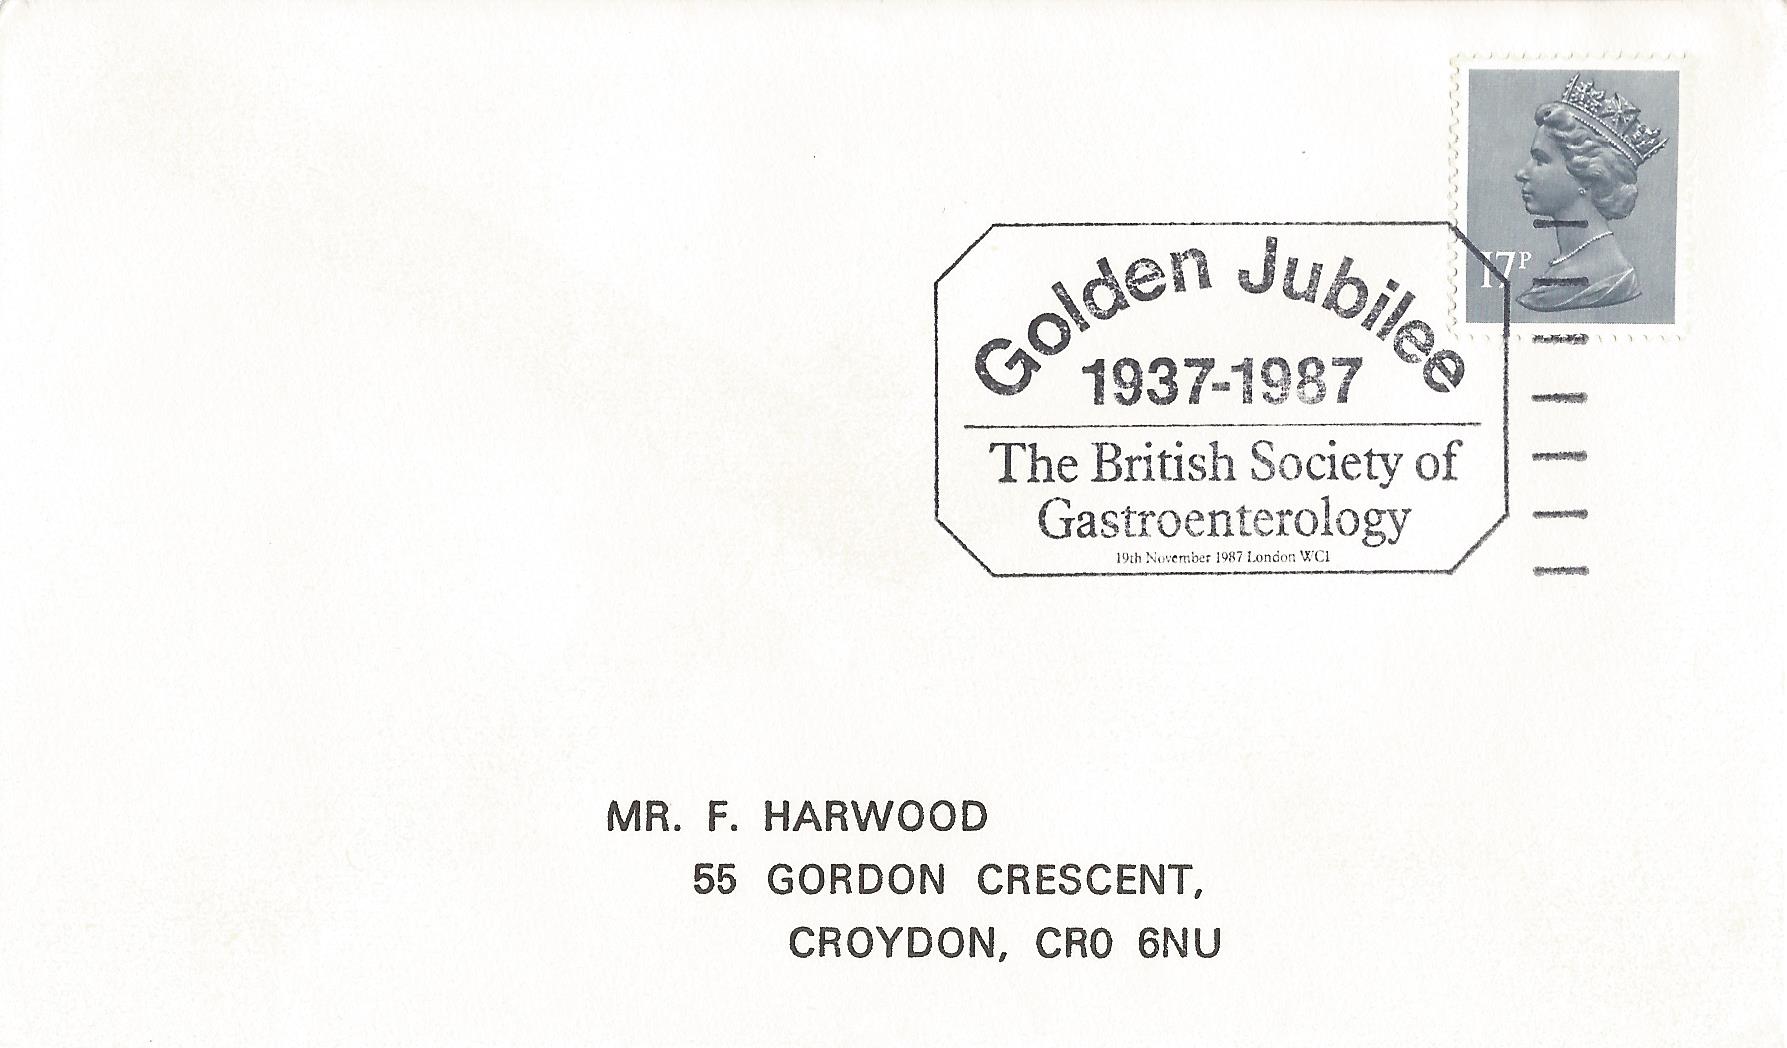 17P
Golden Jubilee
1937-1987
The British Society of
Gastroenterology
19th November 1987 London WC1
MR. F. HARWOOD
55 GORDON CRESCENT,
CROYDON, CR0 6NU